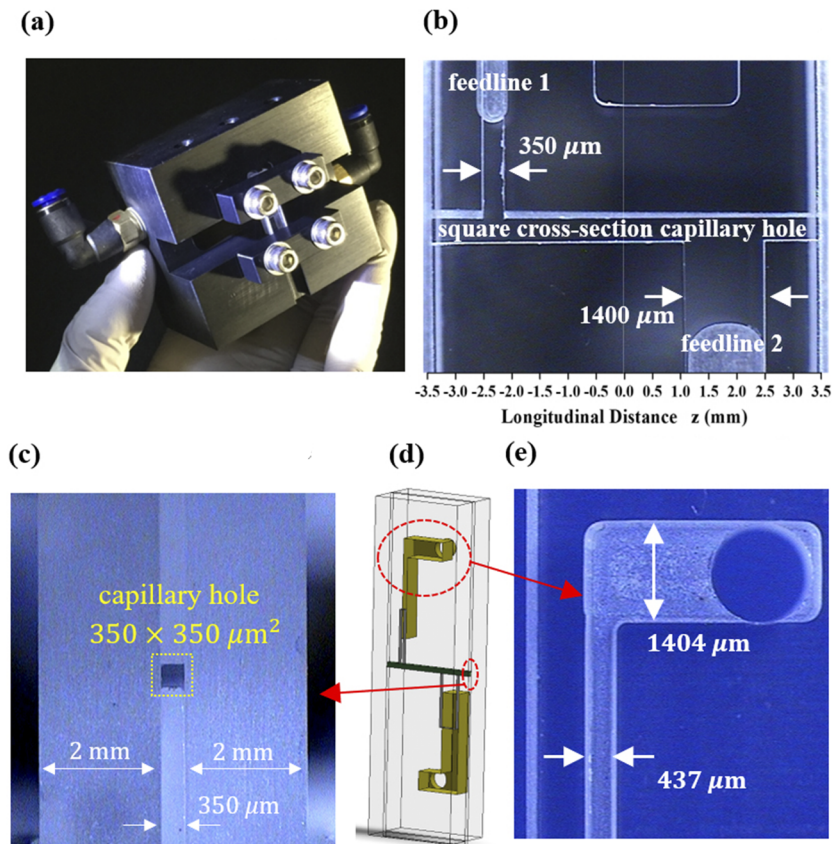 (a)
(b)
feedline 1
350 μm
square cross-section capillary hole
1400 μm
feedline 2
-3.5 -3.0 -2.5 -2.0 -1.5 -1.0 -0.5 0.0 0.5 1.0 1.5 2.0 2.5 3.0 3.5
Longitudinal Distance z (mm)
(c)
(d)
(e)
capillary hole
350 × 350 μm²
2 mm
2 mm
350 μm
1404 μm
437 μm